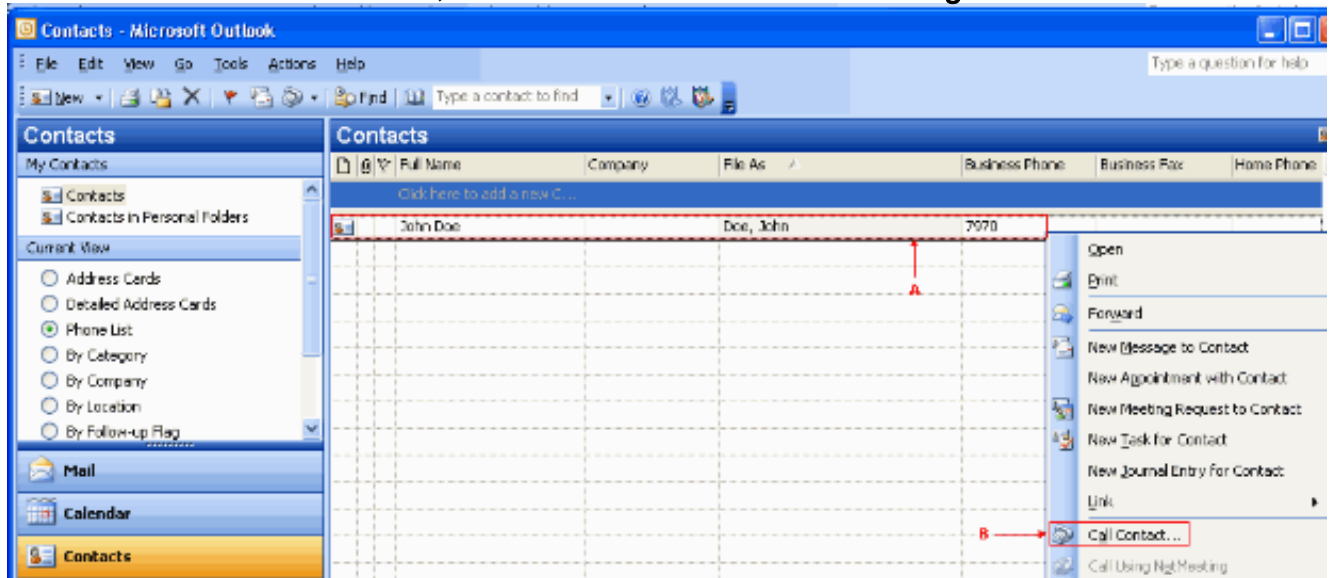 Contacts - Microsoft Outlook
File Edit View Go Tools Actions Help
Type a question for help
New Find Type a contact to find
Contacts
My Contacts
Contacts
Contacts in Personal Folders
Current View
Address Cards
Detailed Address Cards
Phone List
By Category
By Company
By Location
By Follow-up Flag
Mail
Calendar
Contacts
Contacts
Full Name Company File As Business Phone Business Fax Home Phone
Click here to add a new C...
John Doe Doe, John 7970
A
Open
Print
Forward
New Message to Contact
New Appointment with Contact
New Meeting Request to Contact
New Task for Contact
New Journal Entry for Contact
Link
B Call Contact...
Call Using NetMeeting